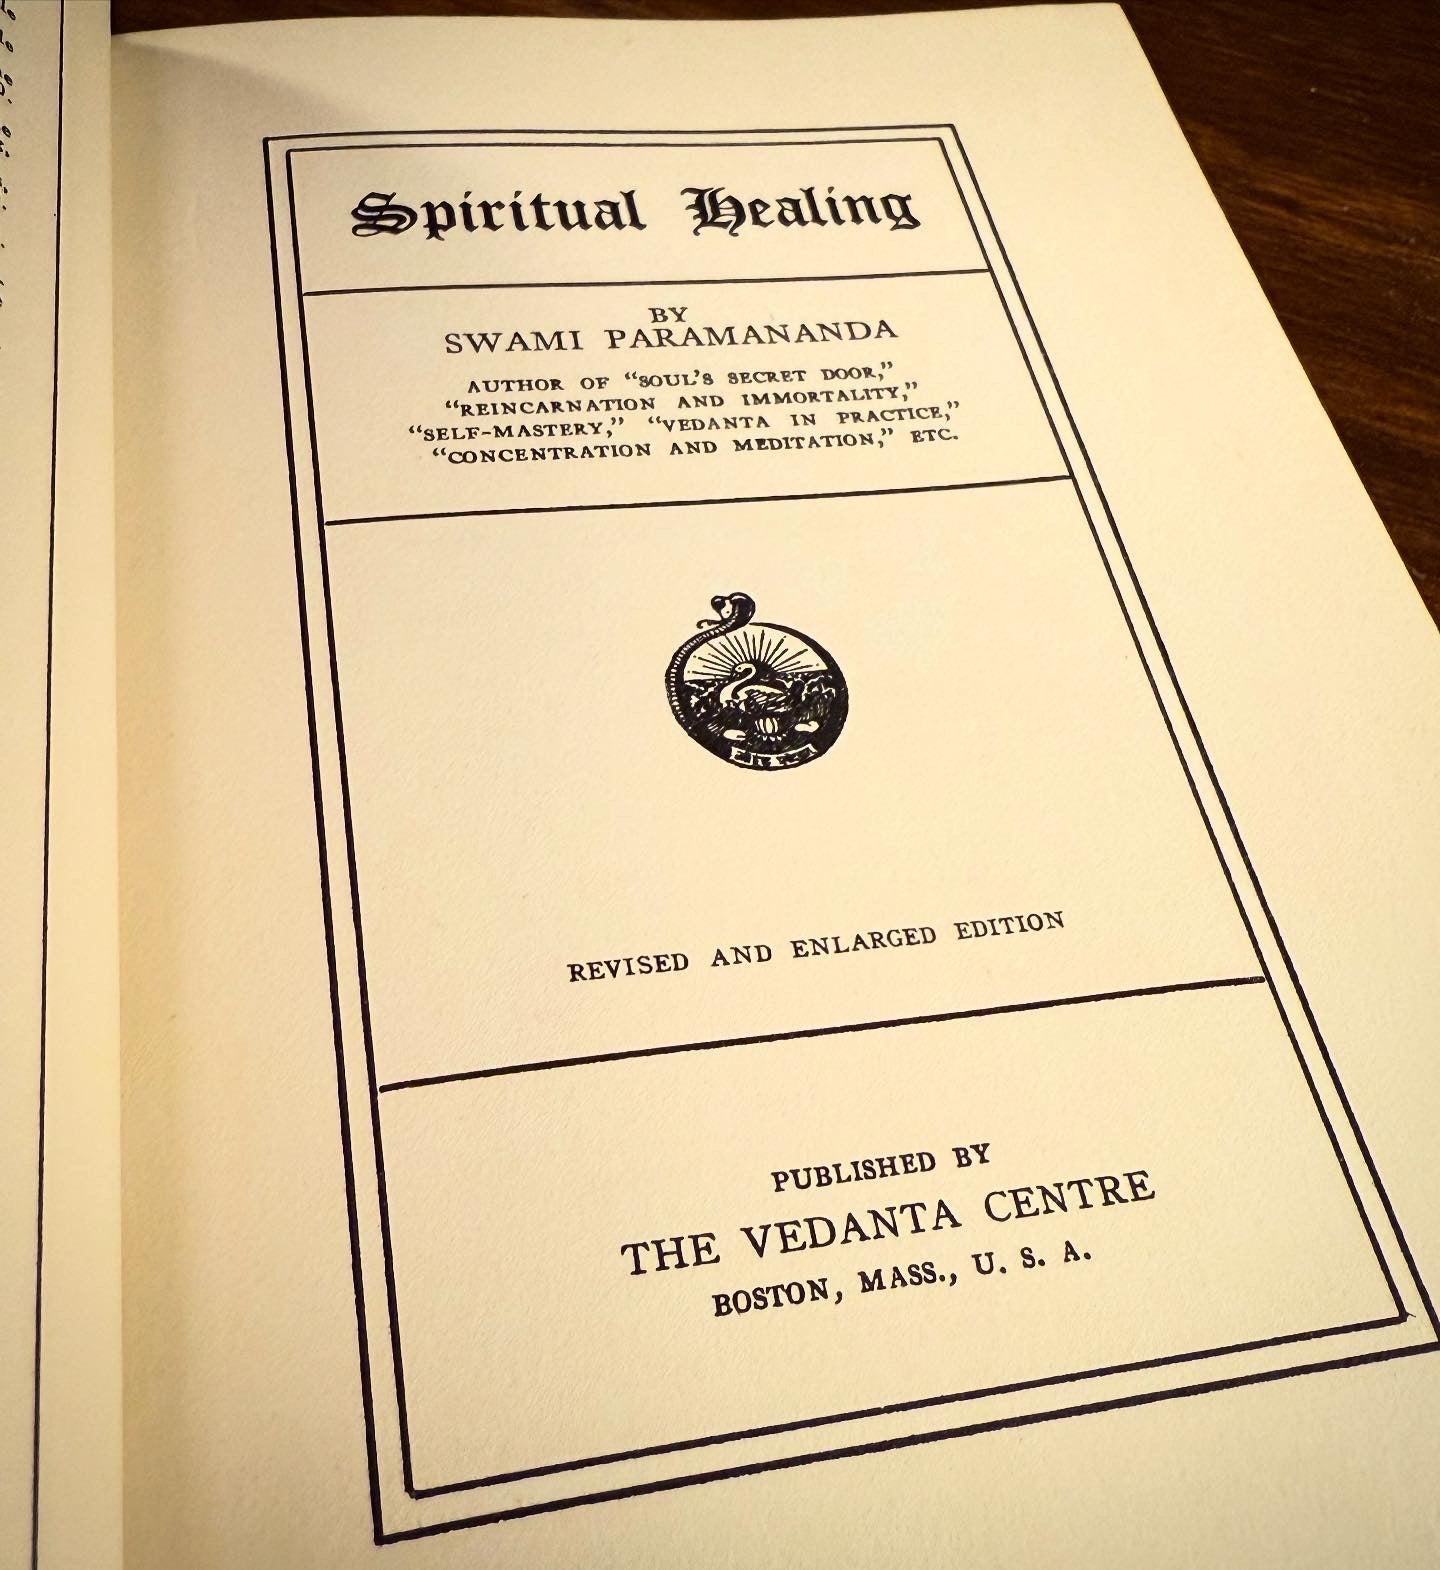 Spiritual Healing
BY
SWAMI PARAMANANDA
AUTHOR OF "SOUL'S SECRET DOOR,"
"REINCARNATION AND IMMORTALITY,"
"SELF-MASTERY," "VEDANTA IN PRACTICE,"
"CONCENTRATION AND MEDITATION," ETC.
REVISED AND ENLARGED EDITION
PUBLISHED BY
THE VEDANTA CENTRE
BOSTON, MASS., U. S. A.